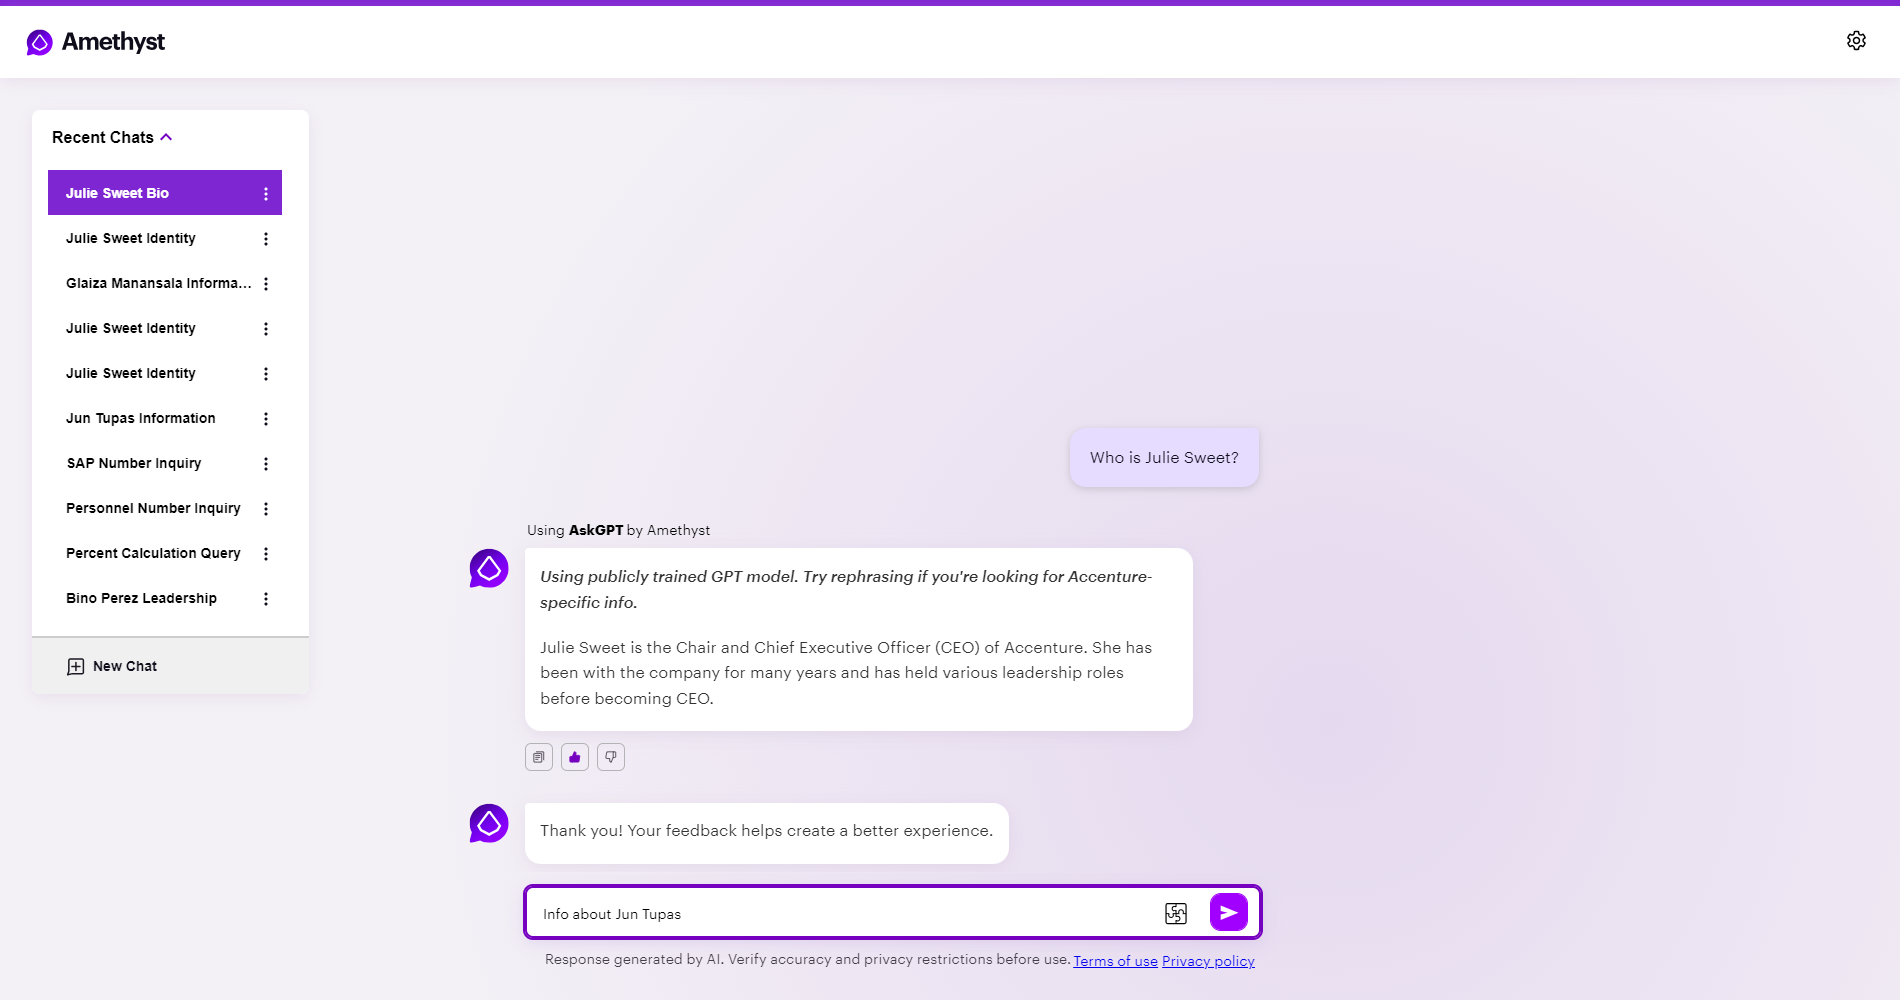 Amethyst
Recent Chats
Julie Sweet Bio
Julie Sweet Identity
Glaiza Manansala Informa...
Julie Sweet Identity
Julie Sweet Identity
Jun Tupas Information
SAP Number Inquiry
Personnel Number Inquiry
Percent Calculation Query
Bino Perez Leadership
New Chat
Who is Julie Sweet?
Using AskGPT by Amethyst
Using publicly trained GPT model. Try rephrasing if you're looking for Accenture-
specific info.
Julie Sweet is the Chair and Chief Executive Officer (CEO) of Accenture. She has
been with the company for many years and has held various leadership roles
before becoming CEO.
Thank you! Your feedback helps create a better experience.
Info about Jun Tupas
Response generated by AI. Verify accuracy and privacy restrictions before use. Terms of use Privacy policy